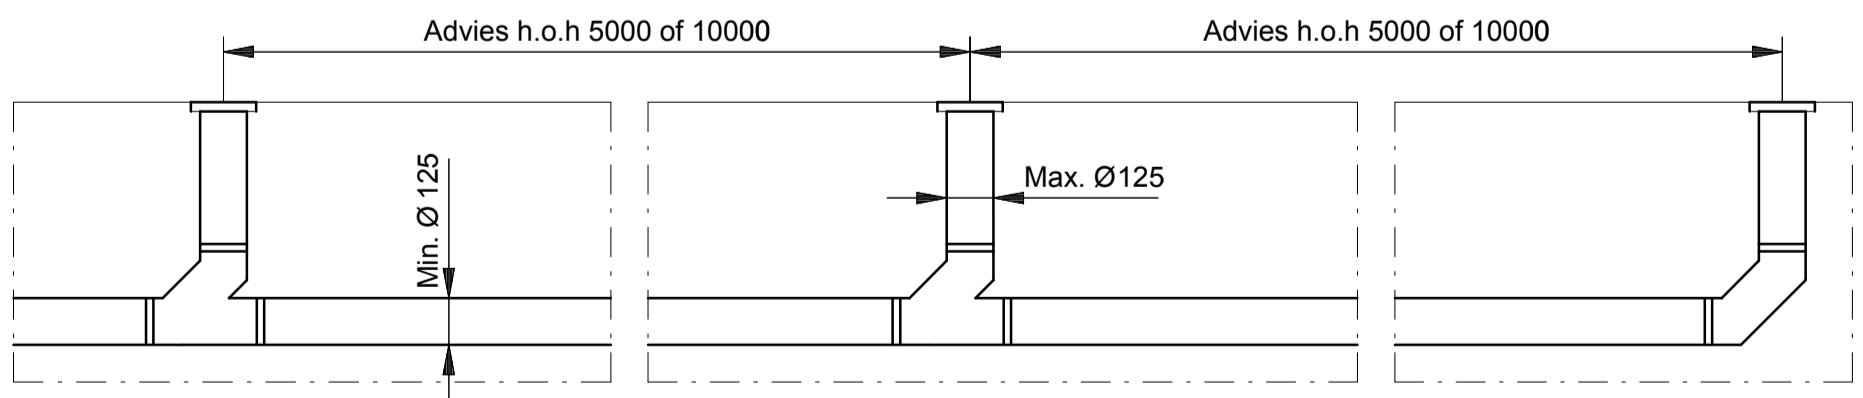 Advies h.o.h 5000 of 10000
Advies h.o.h 5000 of 10000
Min. Ø 125
Max. Ø125